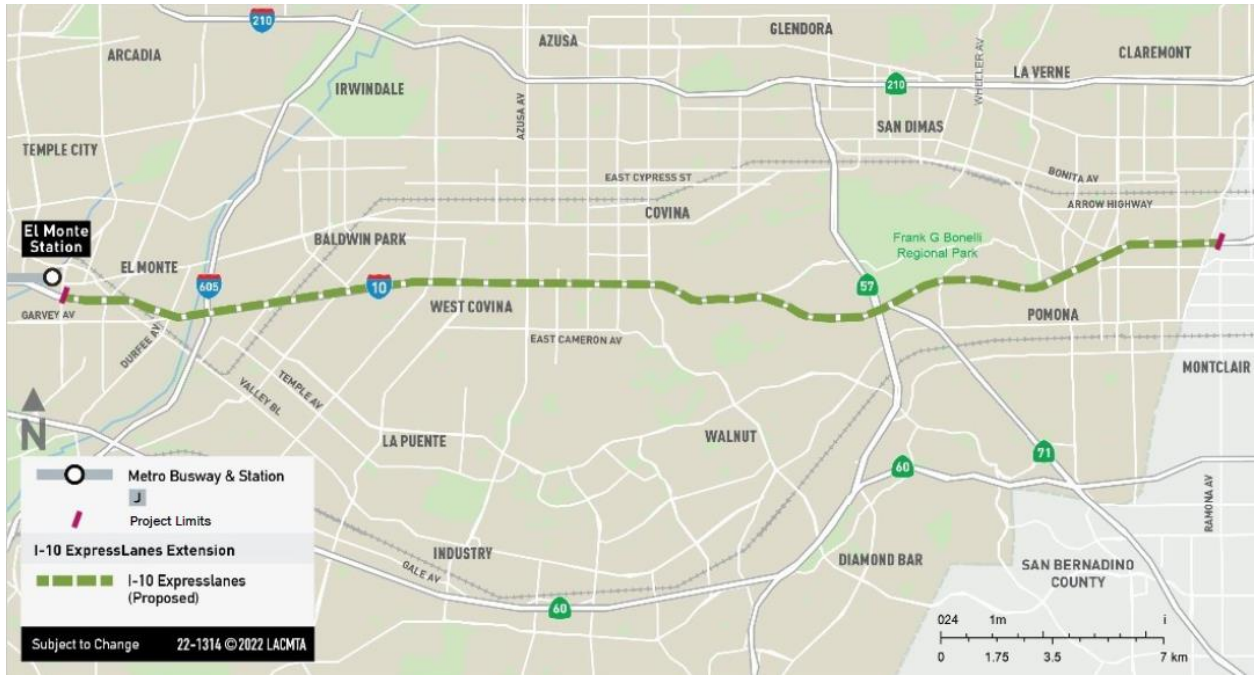 210
ARCADIA
AZUSA
GLENDORA
CLAREMONT
IRWINDALE
AZUSA AV
210
WHEELER AV
LA VERNE
TEMPLE CITY
SAN DIMAS
EAST CYPRESS ST
BONITA AV
ARROW HIGHWAY
COVINA
El Monte
Station
BALDWIN PARK
Frank G Bonelli
Regional Park
EL MONTE
605
10
57
GARVEY AV
WEST COVINA
POMONA
DURFEE AV
EAST CAMERON AV
MONTCLAIR
TEMPLE AV
VALLEY BL
N
LA PUENTE
WALNUT
60
71
RAMONA AV
INDUSTRY
GALE AV
DIAMOND BAR
SAN BERNADINO
COUNTY
60
Metro Busway & Station
J
Project Limits
I-10 ExpressLanes Extension
I-10 Expresslanes
(Proposed)
Subject to Change 22-1314 ©2022 LACMTA
024 1m i
0 1.75 3.5 7 km